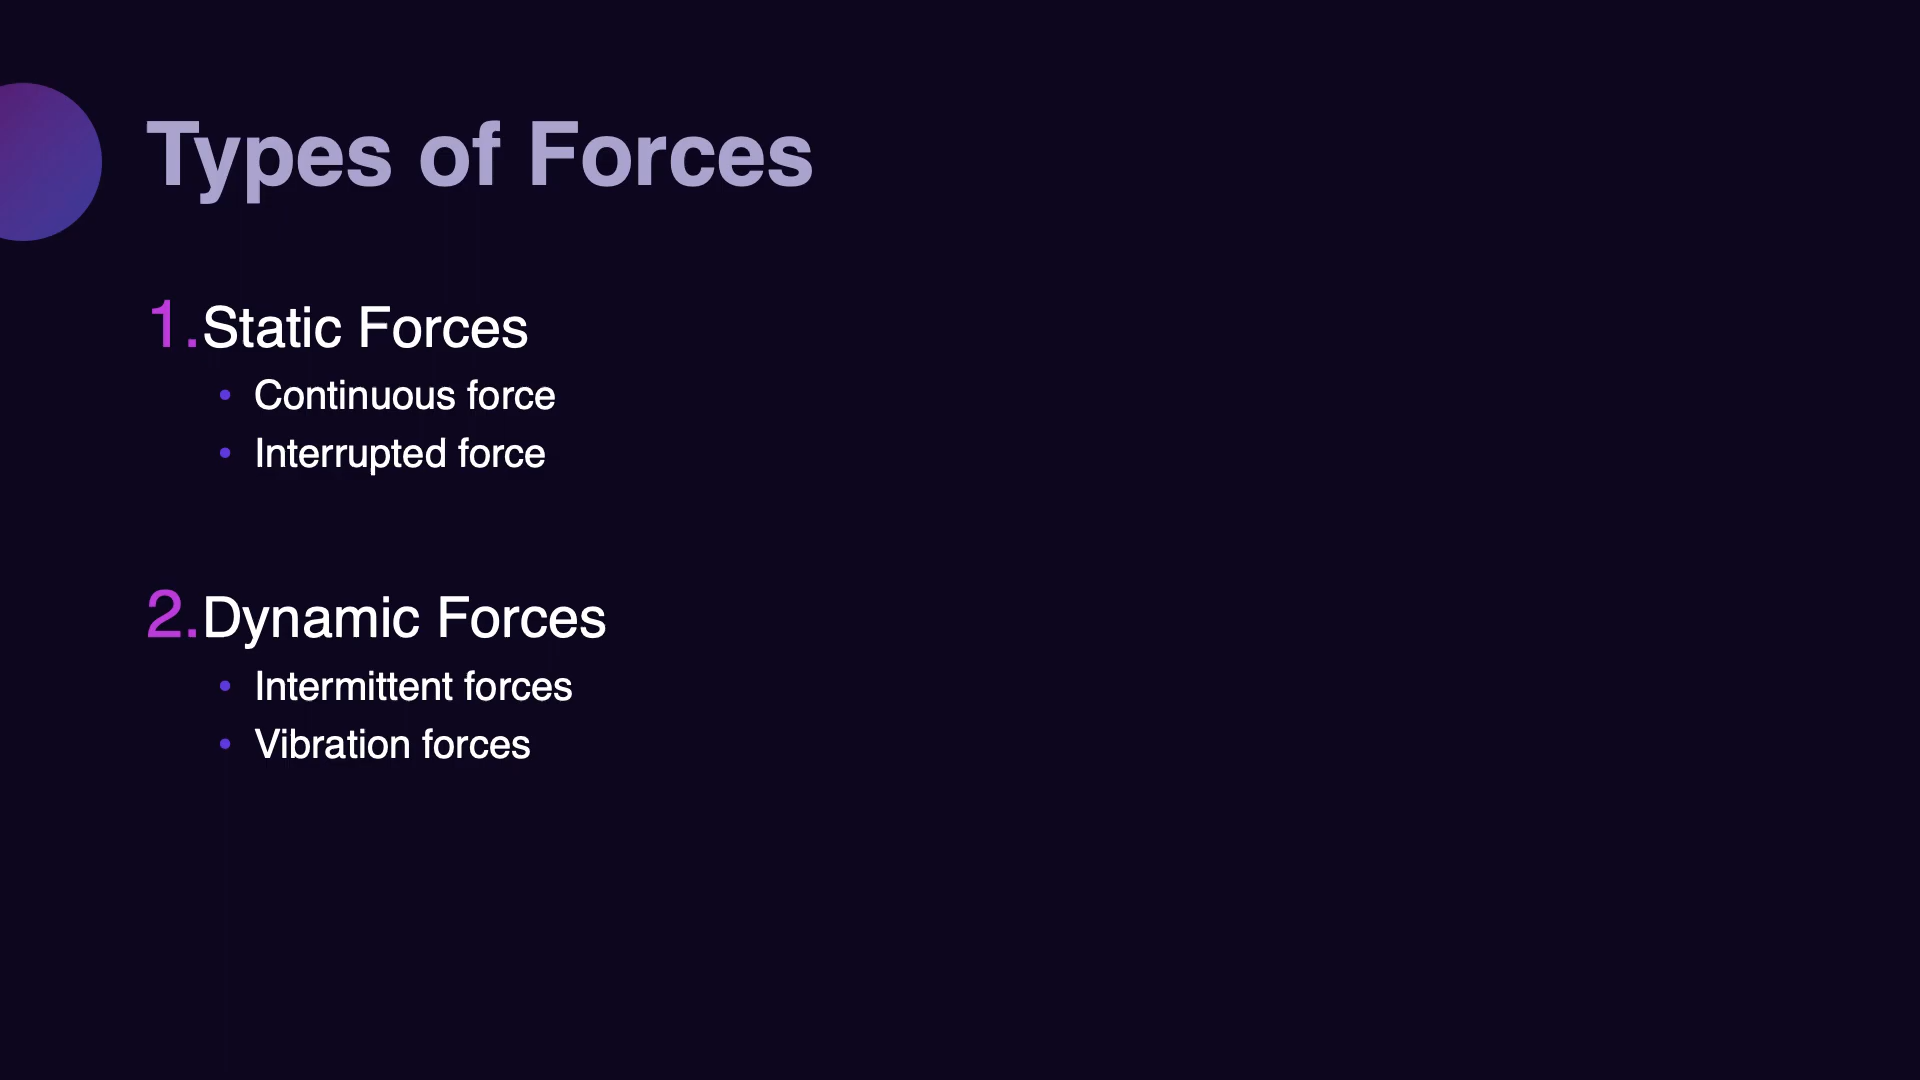 Types of Forces
1.Static Forces
• Continuous force
• Interrupted force
2.Dynamic Forces
• Intermittent forces
• Vibration forces